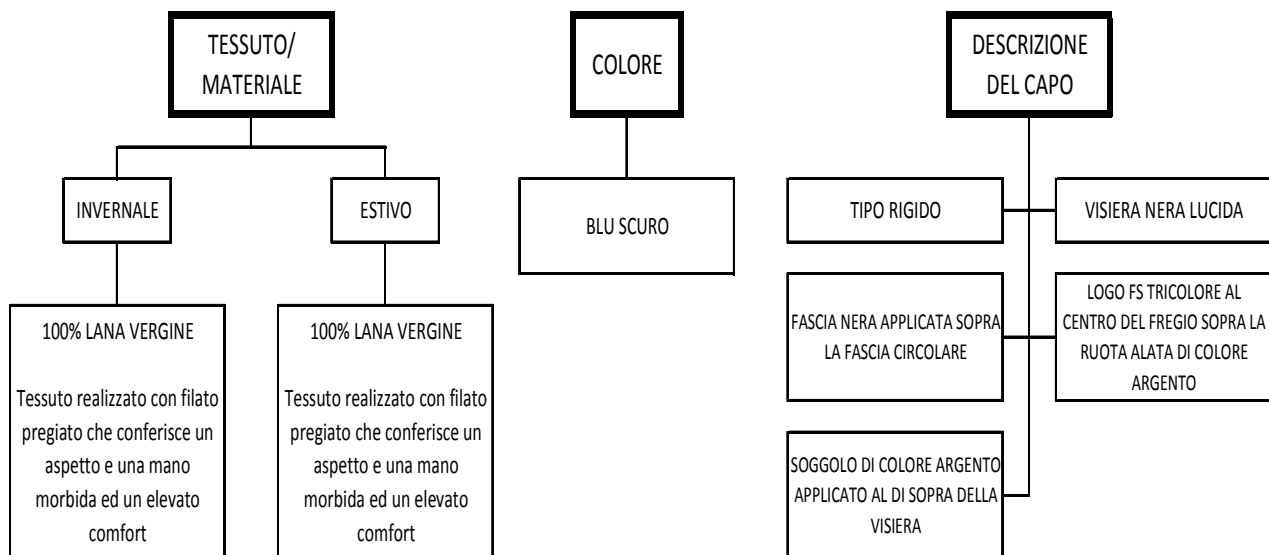 TESSUTO/
MATERIALE
INVERNALE
100% LANA VERGINE
Tessuto realizzato con filato
pregiato che conferisce un
aspetto e una mano
morbida ed un elevato
comfort
ESTIVO
100% LANA VERGINE
Tessuto realizzato con filato
pregiato che conferisce un
aspetto e una mano
morbida ed un elevato
comfort
COLORE
BLU SCURO
DESCRIZIONE
DEL CAPO
TIPO RIGIDO
VISIERA NERA LUCIDA
FASCIA NERA APPLICATA SOPRA
LA FASCIA CIRCOLARE
LOGO FS TRICOLORE AL
CENTRO DEL FREGIO SOPRA LA
RUOTA ALATA DI COLORE
ARGENTO
SOGGOLO DI COLORE ARGENTO
APPLICATO AL DI SOPRA DELLA
VISIERA